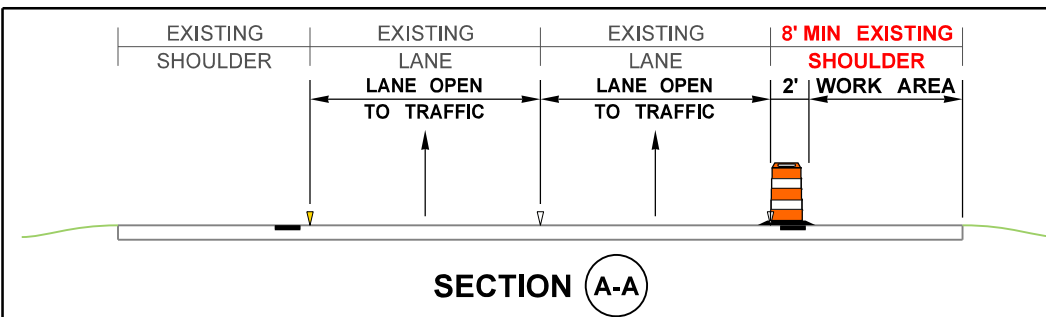 EXISTING EXISTING EXISTING 8' MIN EXISTING
SHOULDER LANE LANE SHOULDER
LANE OPEN LANE OPEN 2' WORK AREA
TO TRAFFIC TO TRAFFIC
SECTION A-A